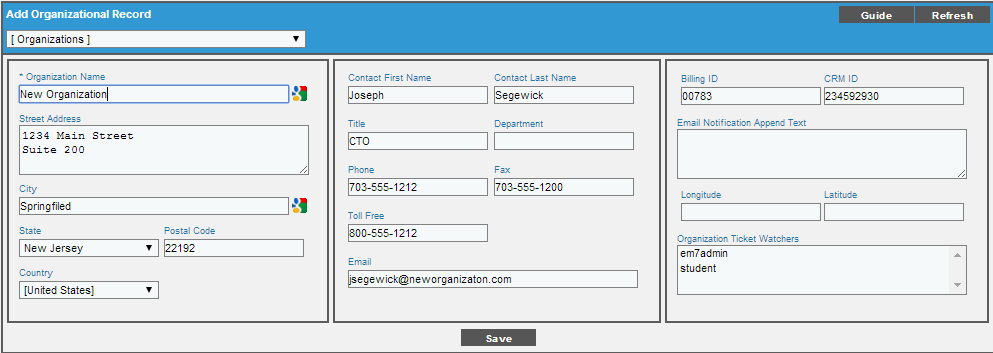 Add Organizational Record
Guide Refresh
[ Organizations ]
* Organization Name
New Organization
Street Address
1234 Main Street
Suite 200
City
Springfiled
State Postal Code
New Jersey 22192
Country
[United States]
Contact First Name Contact Last Name
Joseph Segewick
Title Department
CTO
Phone Fax
703-555-1212 703-555-1200
Toll Free
800-555-1212
Email
jsegewick@neworganizaton.com
Billing ID CRM ID
00783 234592930
Email Notification Append Text
Longitude Latitude
Organization Ticket Watchers
em7admin
student
Save